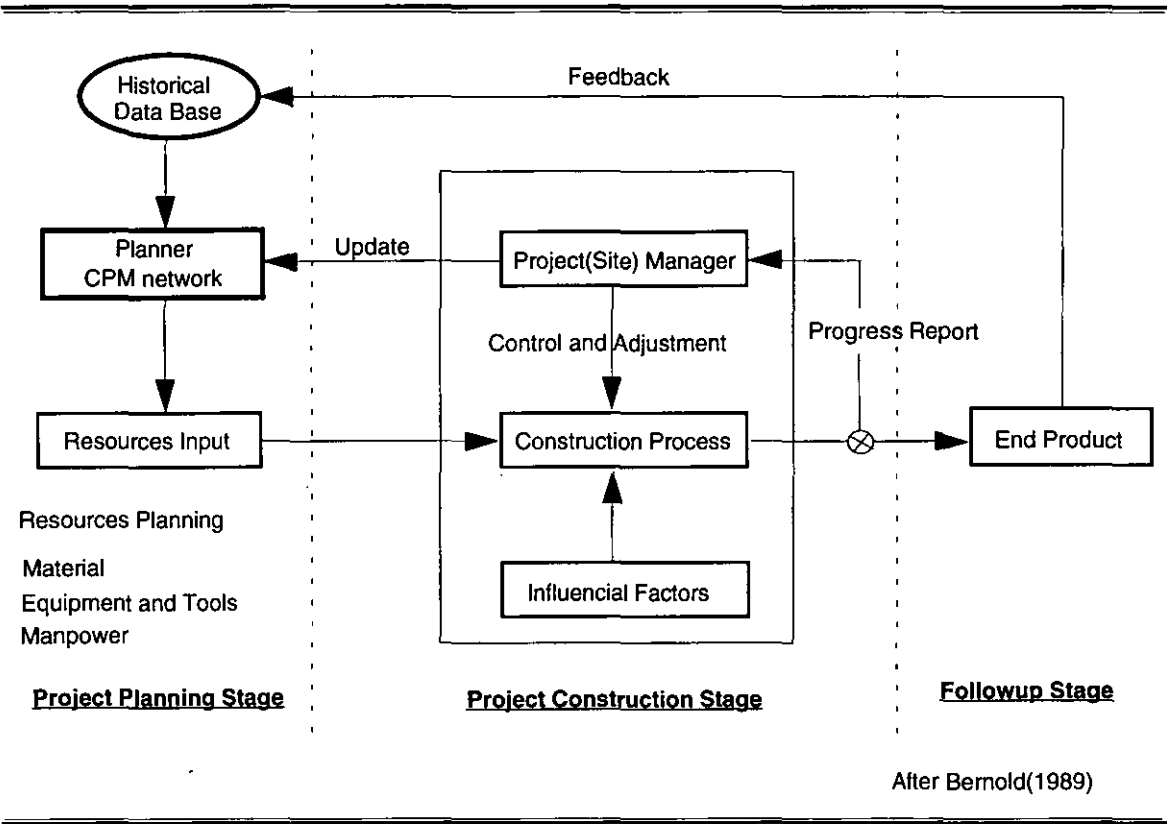 Feedback
Historical
Data Base
Planner
CPM network
Update
Project(Site) Manager
Control and Adjustment
Progress Report
Resources Input
Construction Process
End Product
Resources Planning
Material
Equipment and Tools
Manpower
Influencial Factors
Project Planning Stage
Project Construction Stage
Followup Stage
After Bernold(1989)